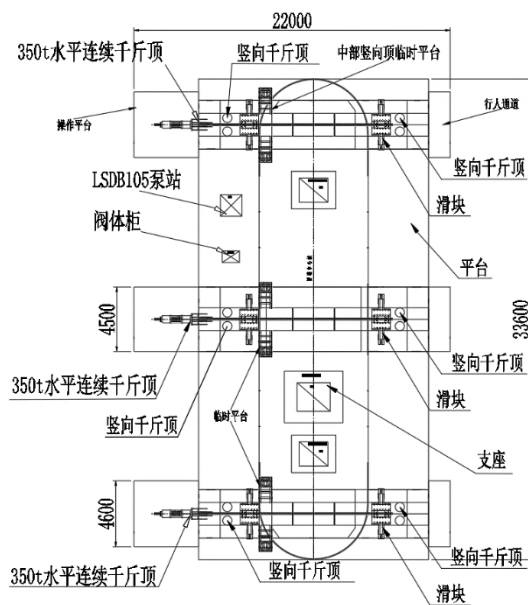 22000
350t水平连续千斤顶
竖向千斤顶
中部竖向顶临时平台
操作平台
行人通道
竖向千斤顶
LSDB105泵站
滑块
阀体柜
平台
4500
33600
竖向千斤顶
350t水平连续千斤顶
滑块
竖向千斤顶
临时平台
支座
4600
竖向千斤顶
350t水平连续千斤顶
竖向千斤顶
滑块